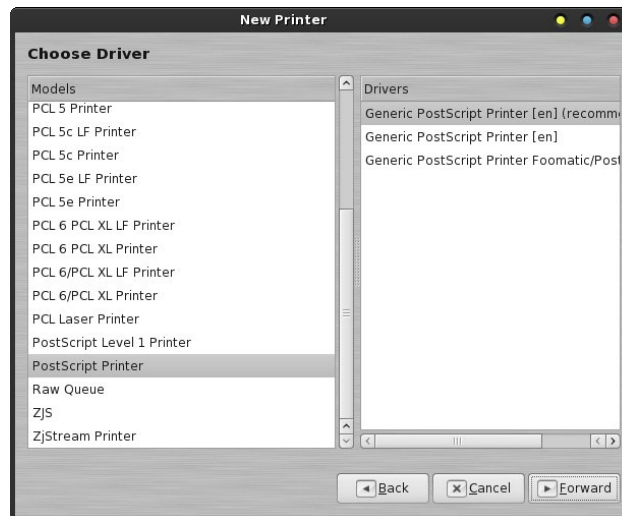 New Printer
Choose Driver
Models
PCL 5 Printer
PCL 5c LF Printer
PCL 5c Printer
PCL 5e LF Printer
PCL 5e Printer
PCL 6 PCL XL LF Printer
PCL 6 PCL XL Printer
PCL 6/PCL XL LF Printer
PCL 6/PCL XL Printer
PCL Laser Printer
PostScript Level 1 Printer
PostScript Printer
Raw Queue
ZJS
ZjStream Printer
Drivers
Generic PostScript Printer [en] (recomm
Generic PostScript Printer [en]
Generic PostScript Printer Foomatic/Post
Back
Cancel
Forward